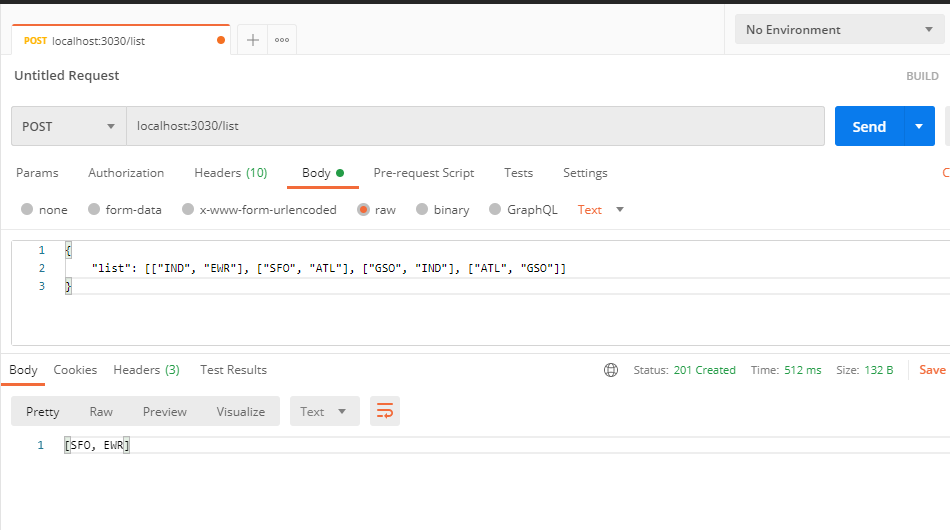 POST localhost:3030/list
No Environment
Untitled Request
BUILD
POST localhost:3030/list Send
Params Authorization Headers (10) Body Pre-request Script Tests Settings C
none form-data x-www-form-urlencoded raw binary GraphQL Text
1 {
2 "list": [["IND", "EWR"], ["SFO", "ATL"], ["GSO", "IND"], ["ATL", "GSO"]]
3 }
Body Cookies Headers (3) Test Results Status: 201 Created Time: 512 ms Size: 132 B Save
Pretty Raw Preview Visualize Text
1 [SFO, EWR]